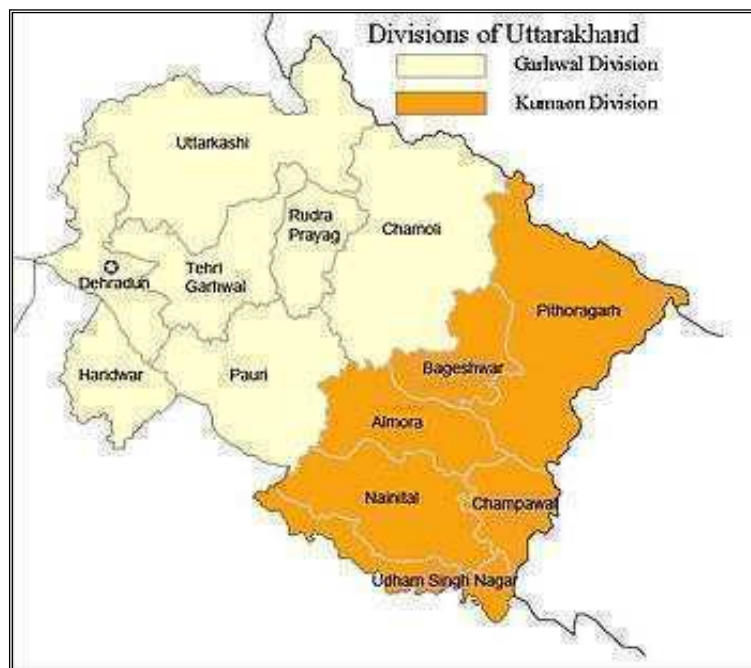 Divisions of Uttarakhand
Garhwal Division
Kumaon Division
Uttarkashi
Rudra
Prayag
Chamoli
Tehri
Garhwal
Dehradun
Pithoragarh
Haridwar
Pauri
Bageshwar
Almora
Nainital
Champawat
Udham Singh Nagar